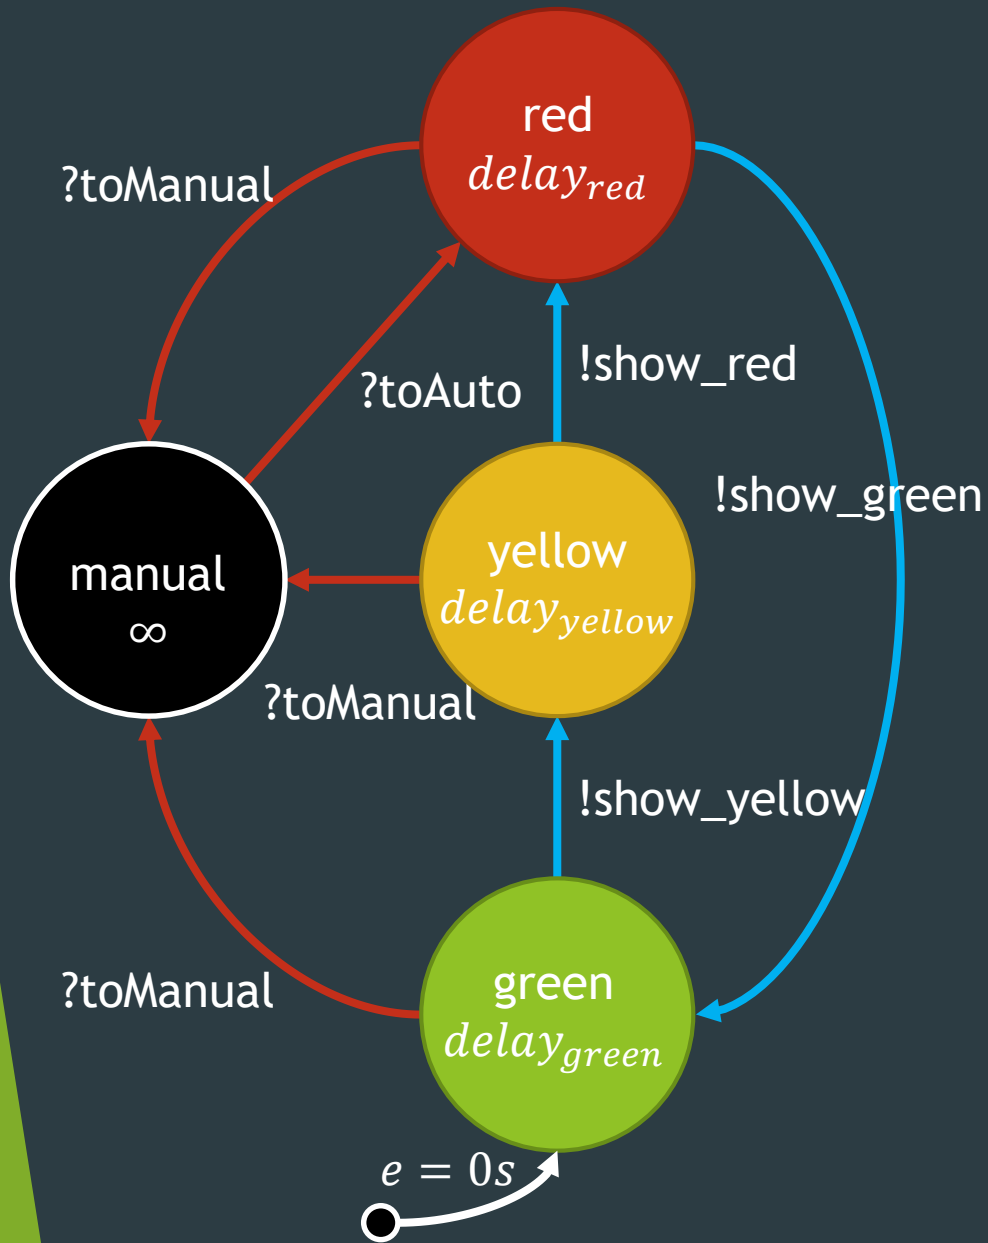 red
delay_red
?toManual
!show_red
?toAuto
!show_green
yellow
delay_yellow
manual
∞
?toManual
!show_yellow
green
delay_green
?toManual
e = 0s